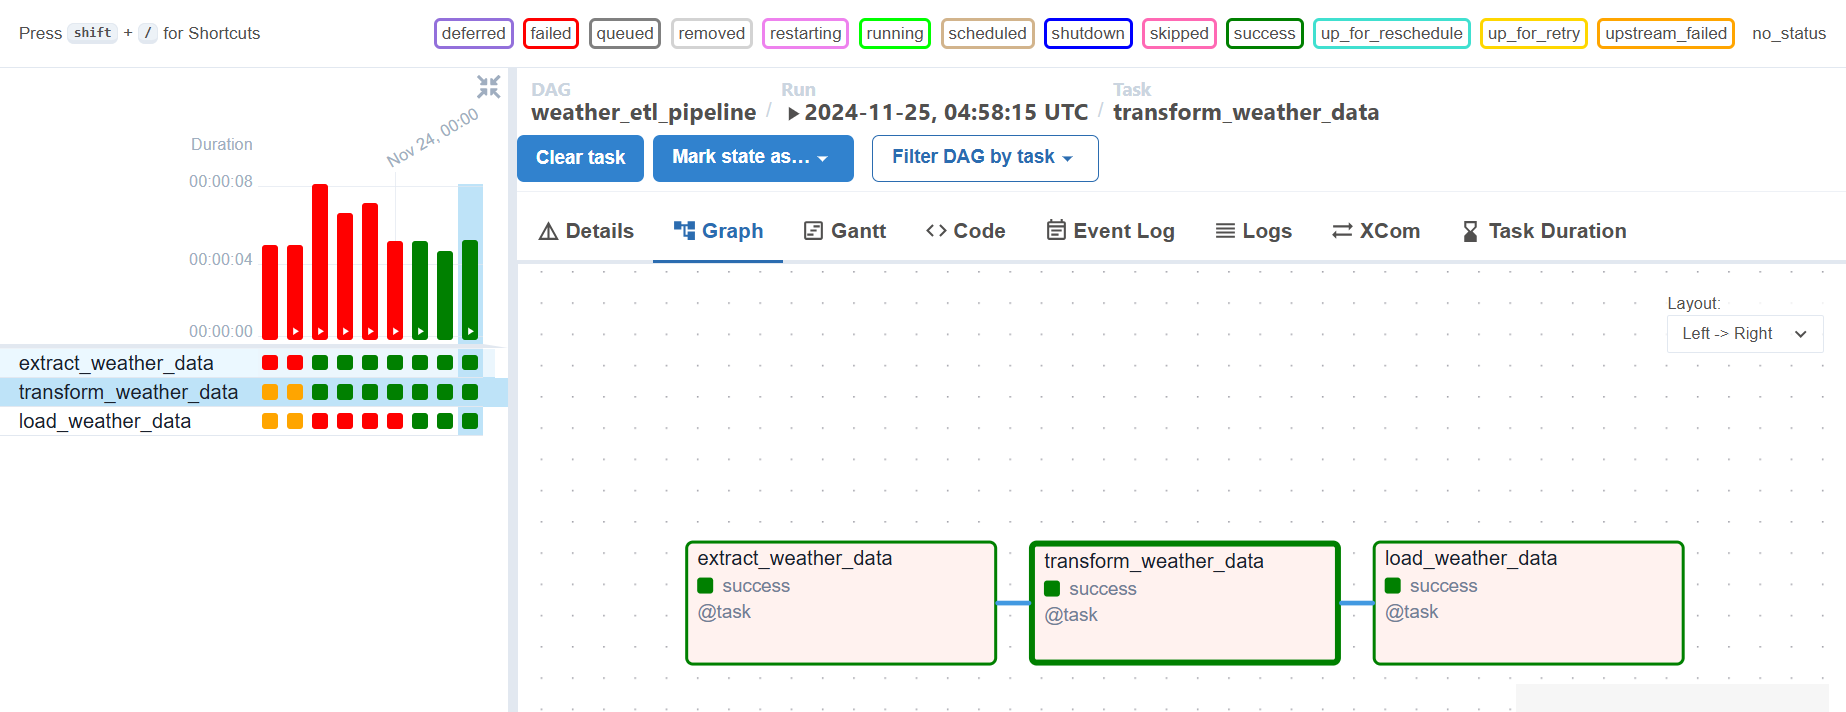 Press shift + / for Shortcuts
deferred failed queued removed restarting running scheduled shutdown skipped success up_for_reschedule up_for_retry upstream_failed no_status
DAG
weather_etl_pipeline
/
Run
2024-11-25, 04:58:15 UTC
/
Task
transform_weather_data
Clear task
Mark state as...
Filter DAG by task
Details
Graph
Gantt
Code
Event Log
Logs
XCom
Task Duration
Nov 24, 00:00
Duration
00:00:08
00:00:04
00:00:00
extract_weather_data
transform_weather_data
load_weather_data
Layout:
Left -> Right
extract_weather_data
success
@task
transform_weather_data
success
@task
load_weather_data
success
@task